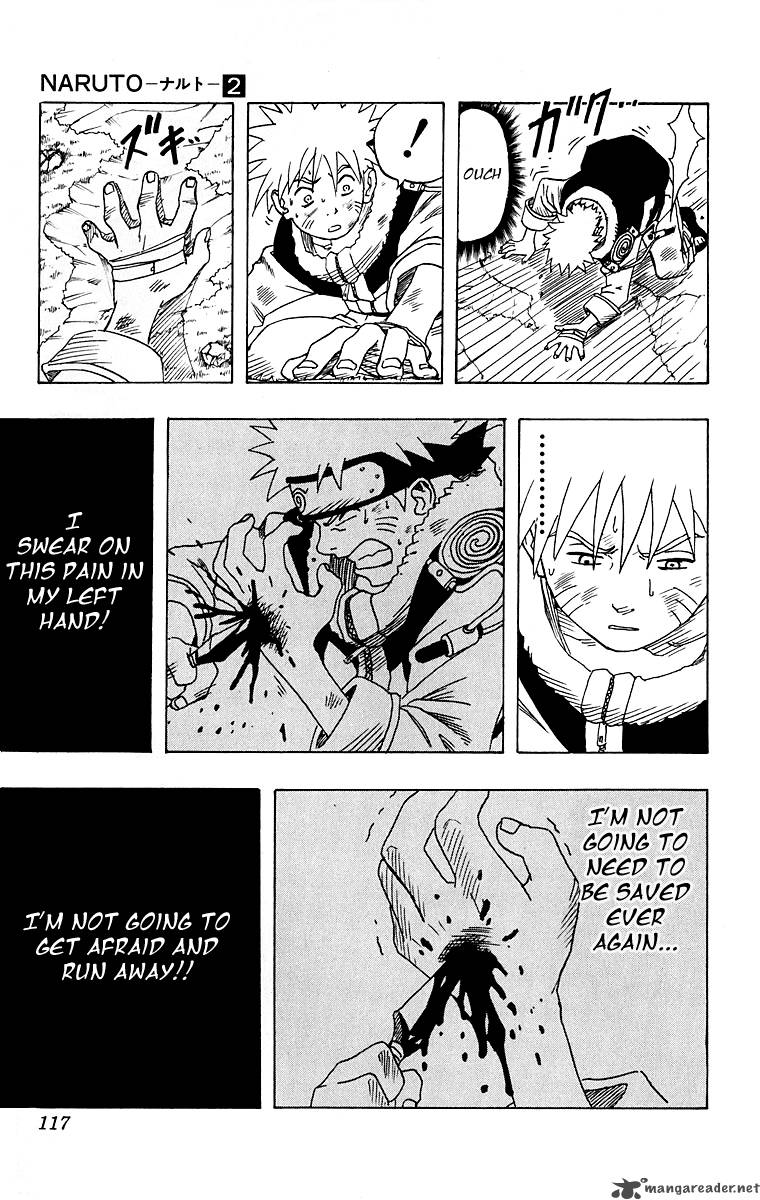 NARUTO —ナルト— 2
ガタ
OUCH
!
ズキ
I
SWEAR ON
THIS PAIN IN
MY LEFT
HAND!
I'M NOT
GOING TO
NEED TO
BE SAVED
EVER
AGAIN...
I'M NOT GOING TO
GET AFRAID AND
RUN AWAY!!
117
mangareader.net